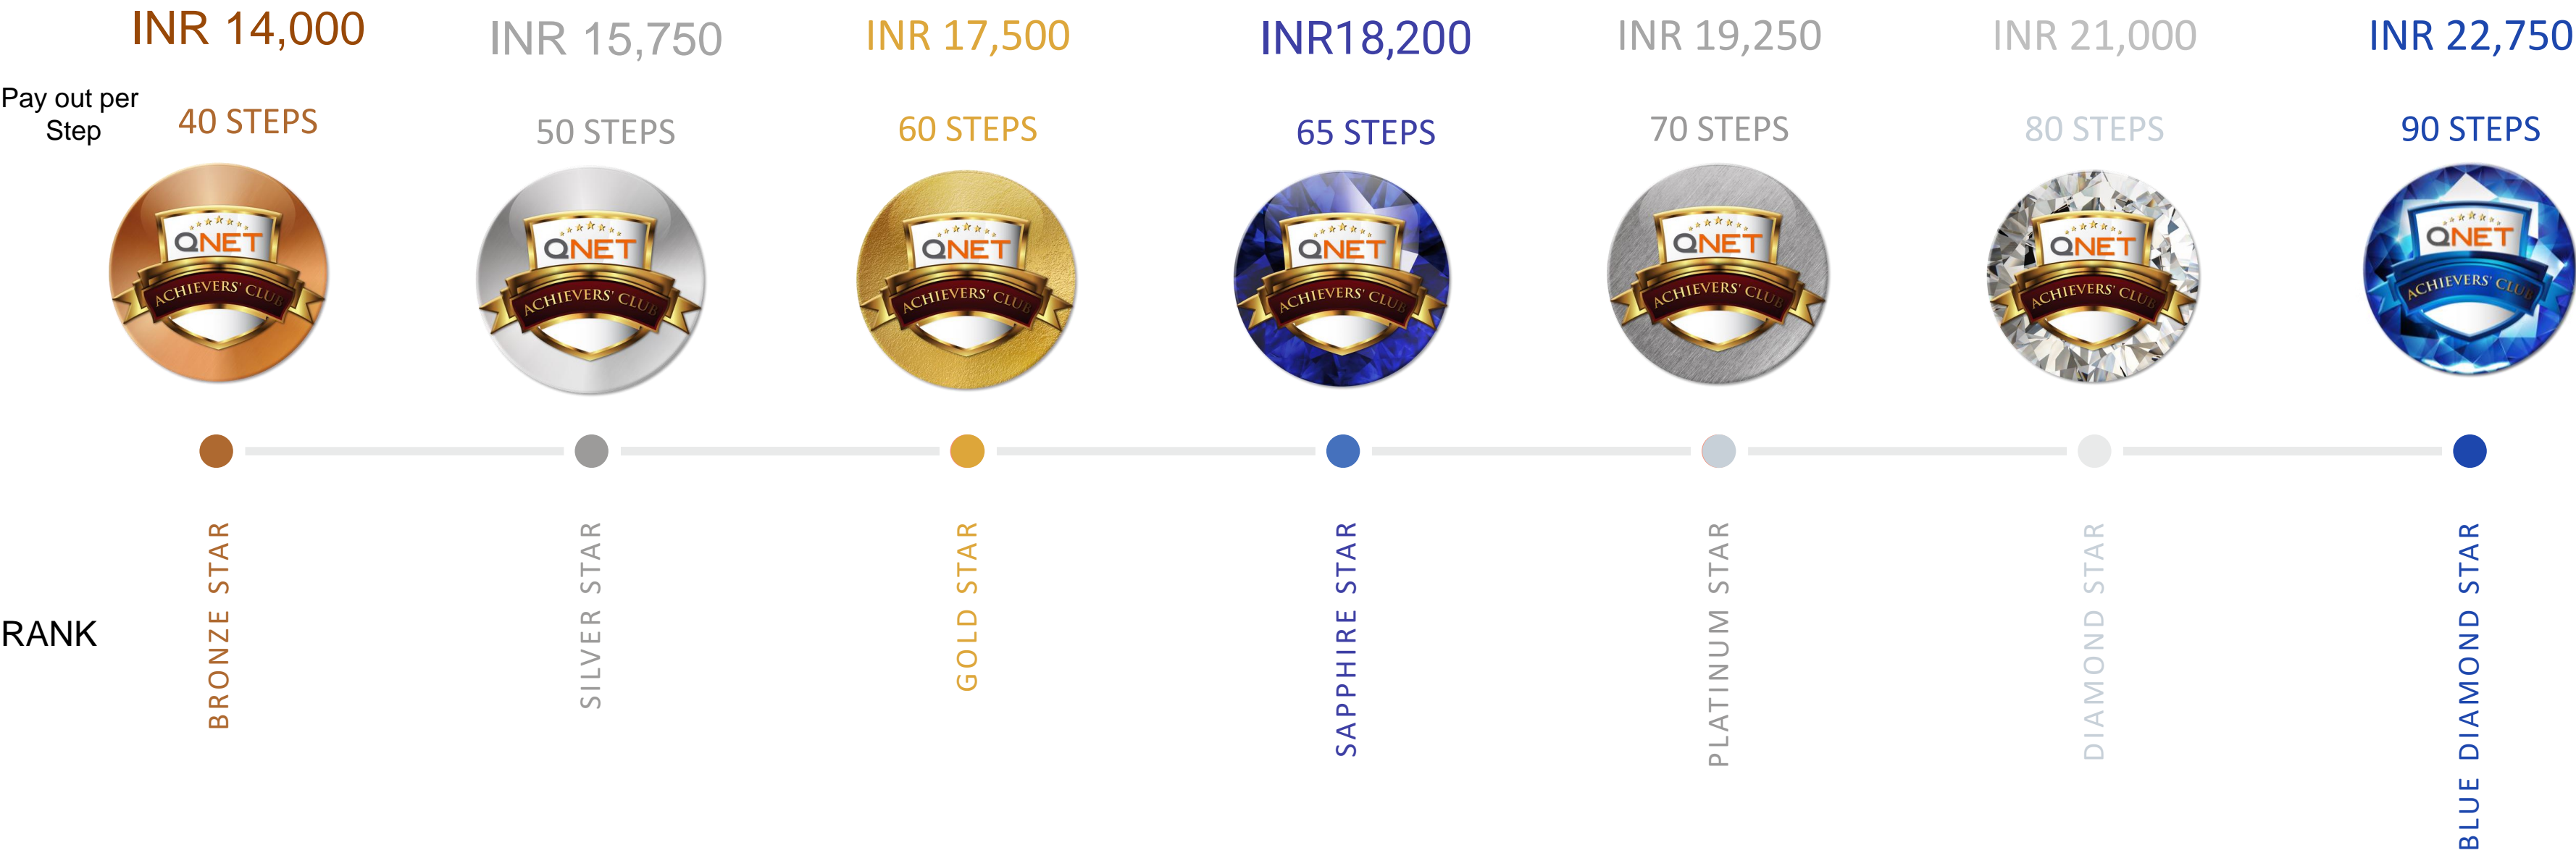 INR 14,000
INR 15,750
INR 17,500
INR18,200
INR 19,250
INR 21,000
INR 22,750
Pay out per
Step
40 STEPS
50 STEPS
60 STEPS
65 STEPS
70 STEPS
80 STEPS
90 STEPS
QNET
ACHIEVERS' CLUB
QNET
ACHIEVERS' CLUB
QNET
ACHIEVERS' CLUB
QNET
ACHIEVERS' CLUB
QNET
ACHIEVERS' CLUB
QNET
ACHIEVERS' CLUB
QNET
ACHIEVERS' CLUB
RANK
BRONZE STAR
SILVER STAR
GOLD STAR
SAPPHIRE STAR
PLATINUM STAR
DIAMOND STAR
BLUE DIAMOND STAR